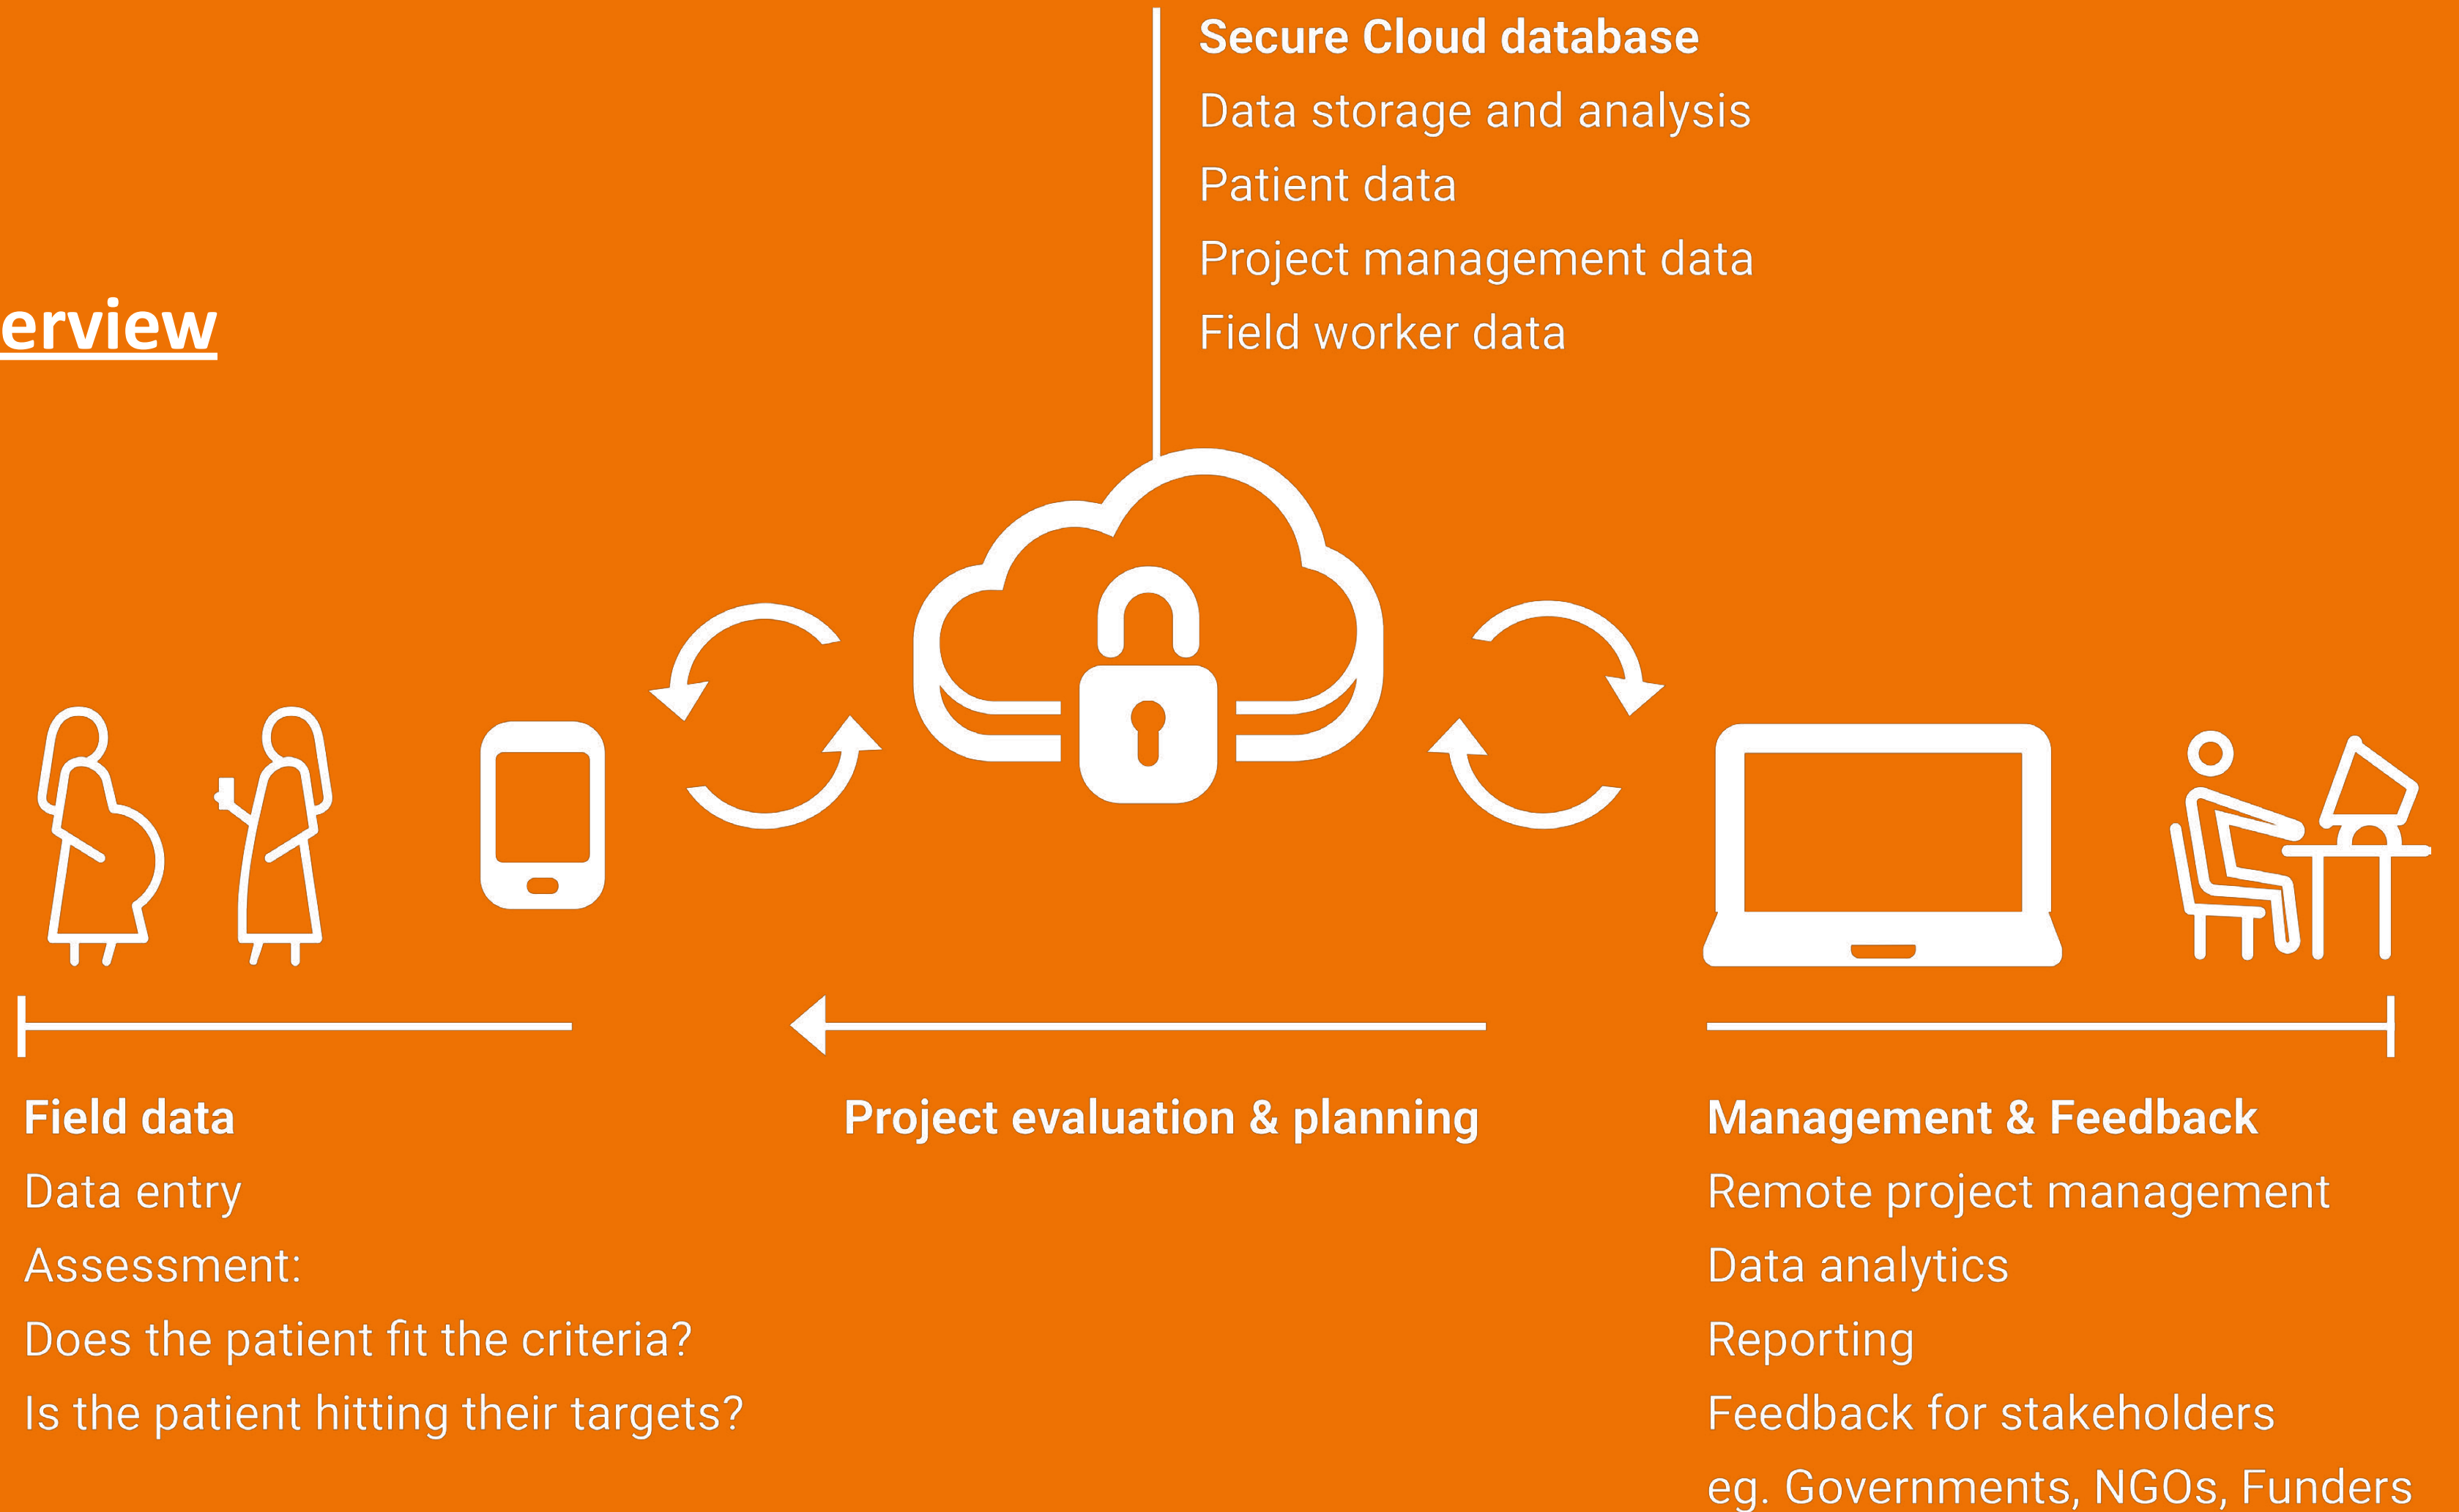 Secure Cloud database
Data storage and analysis
Patient data
Project management data
Field worker data
erview
Field data
Data entry
Assessment:
Does the patient fit the criteria?
Is the patient hitting their targets?
Project evaluation & planning
Management & Feedback
Remote project management
Data analytics
Reporting
Feedback for stakeholders
eg. Governments, NGOs, Funders